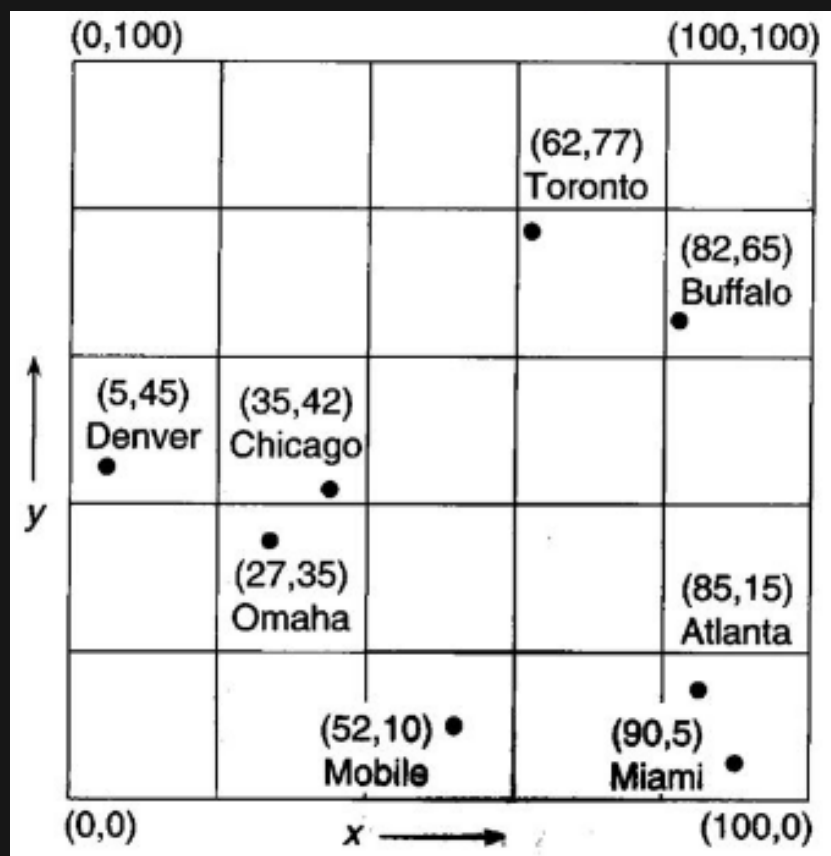 (0,100)
(100,100)
(62,77)
Toronto
(82,65)
Buffalo
(5,45)
Denver
(35,42)
Chicago
y
(27,35)
Omaha
(85,15)
Atlanta
(52,10)
Mobile
(90,5)
Miami
(0,0)
x
(100,0)